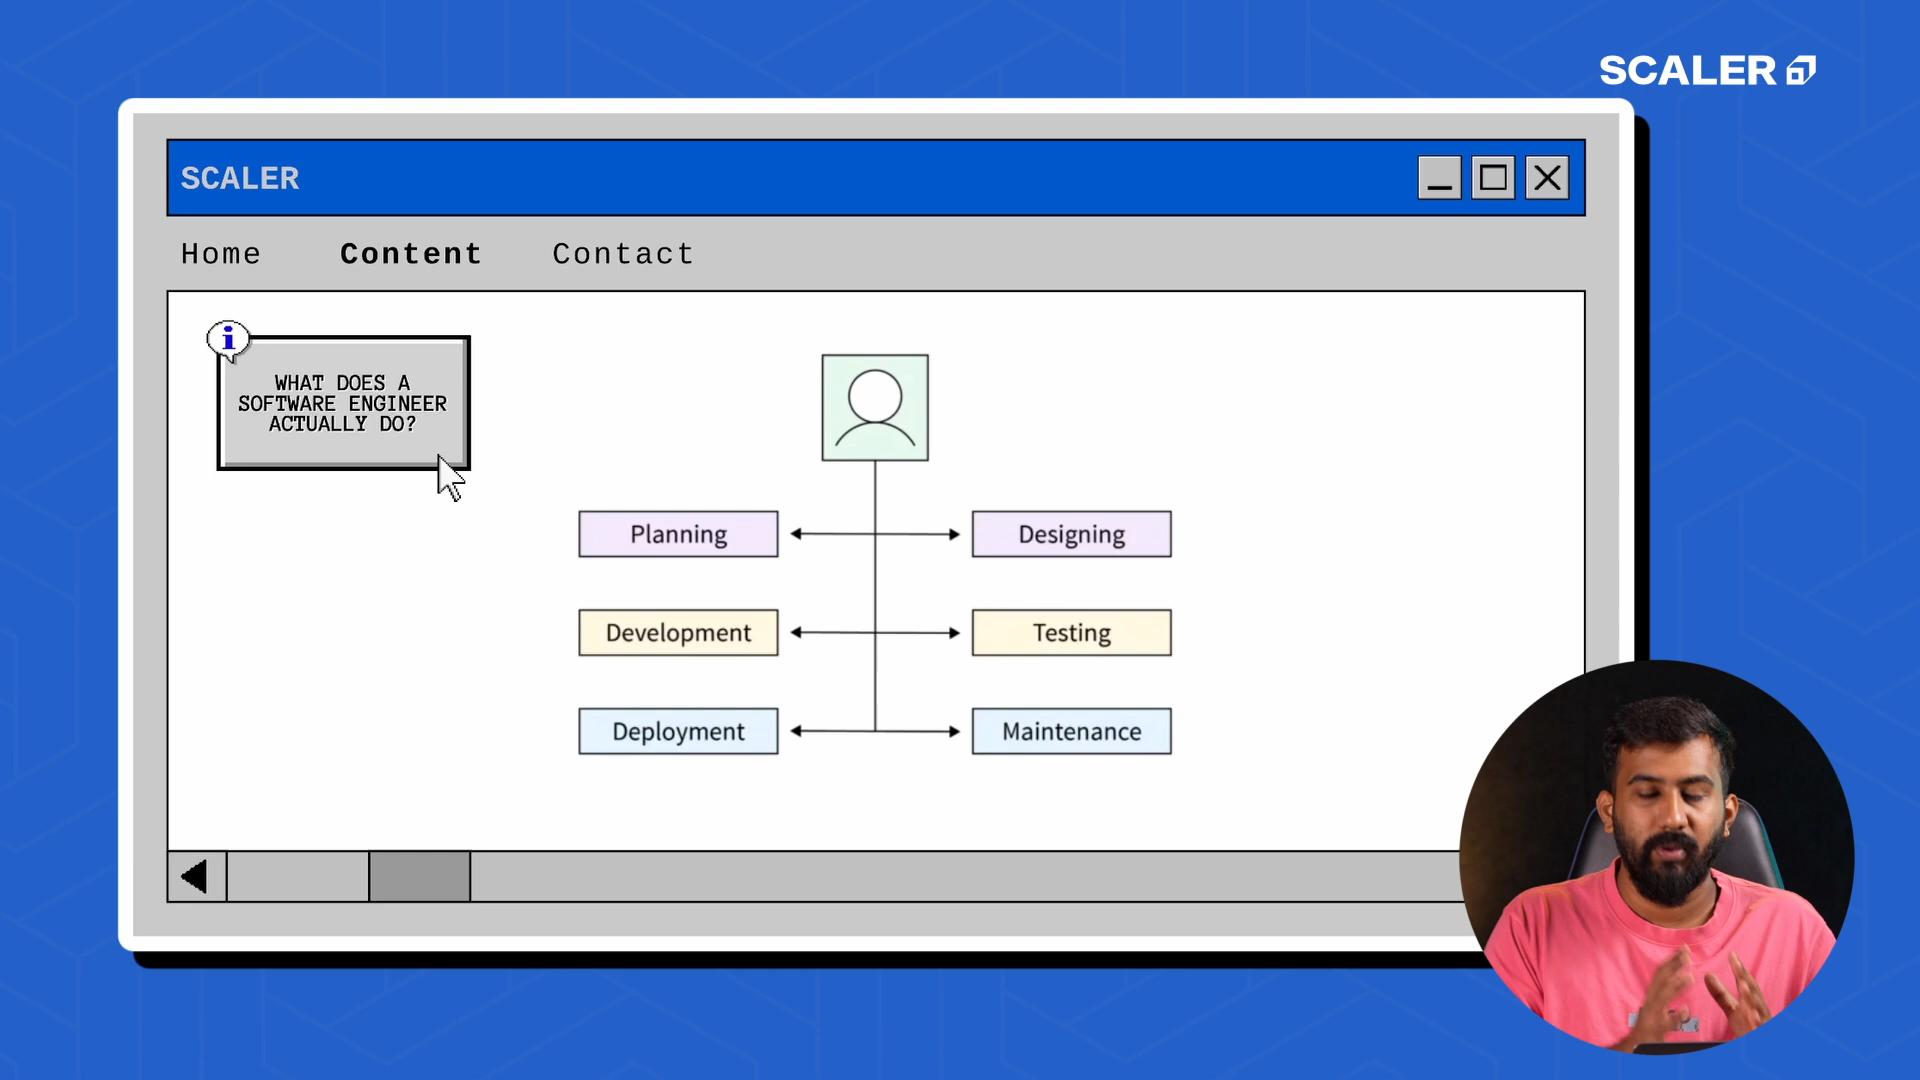 SCALER
SCALER
Home Content Contact
i
WHAT DOES A
SOFTWARE ENGINEER
ACTUALLY DO?
Planning Designing
Development Testing
Deployment Maintenance